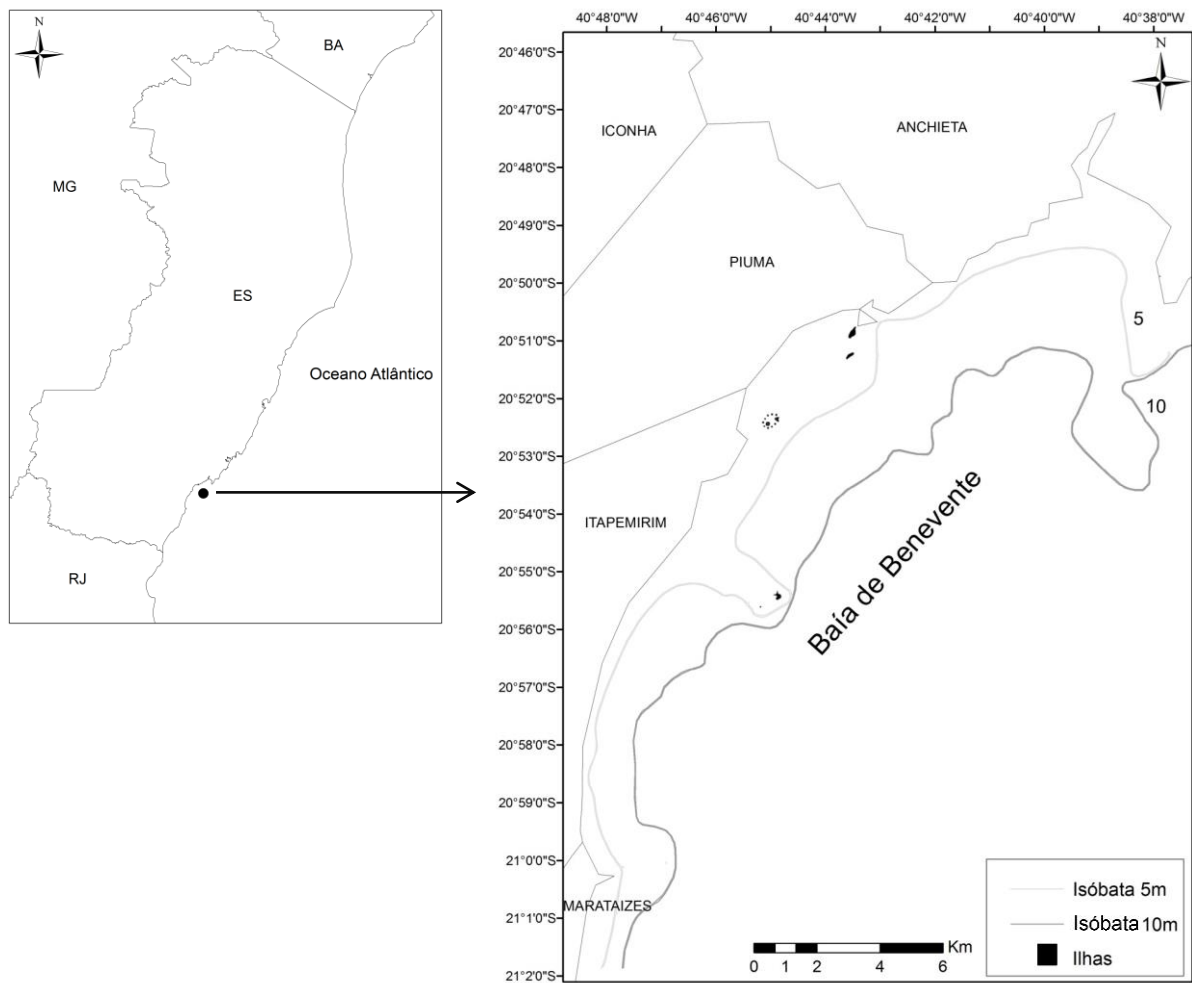 N
BA
MG
ES
Oceano Atlântico
RJ
40°48'0"W 40°46'0"W 40°44'0"W 40°42'0"W 40°40'0"W 40°38'0"W
20°46'0"S
20°47'0"S
20°48'0"S
20°49'0"S
20°50'0"S
20°51'0"S
20°52'0"S
20°53'0"S
20°54'0"S
20°55'0"S
20°56'0"S
20°57'0"S
20°58'0"S
20°59'0"S
21°0'0"S
21°1'0"S
21°2'0"S
N
ICONHA
ANCHIETA
PIUMA
5
10
ITAPEMIRIM
Baía de Benevente
MARATAIZES
Km
0 1 2 4 6
Isóbata 5m
Isóbata 10m
Ilhas